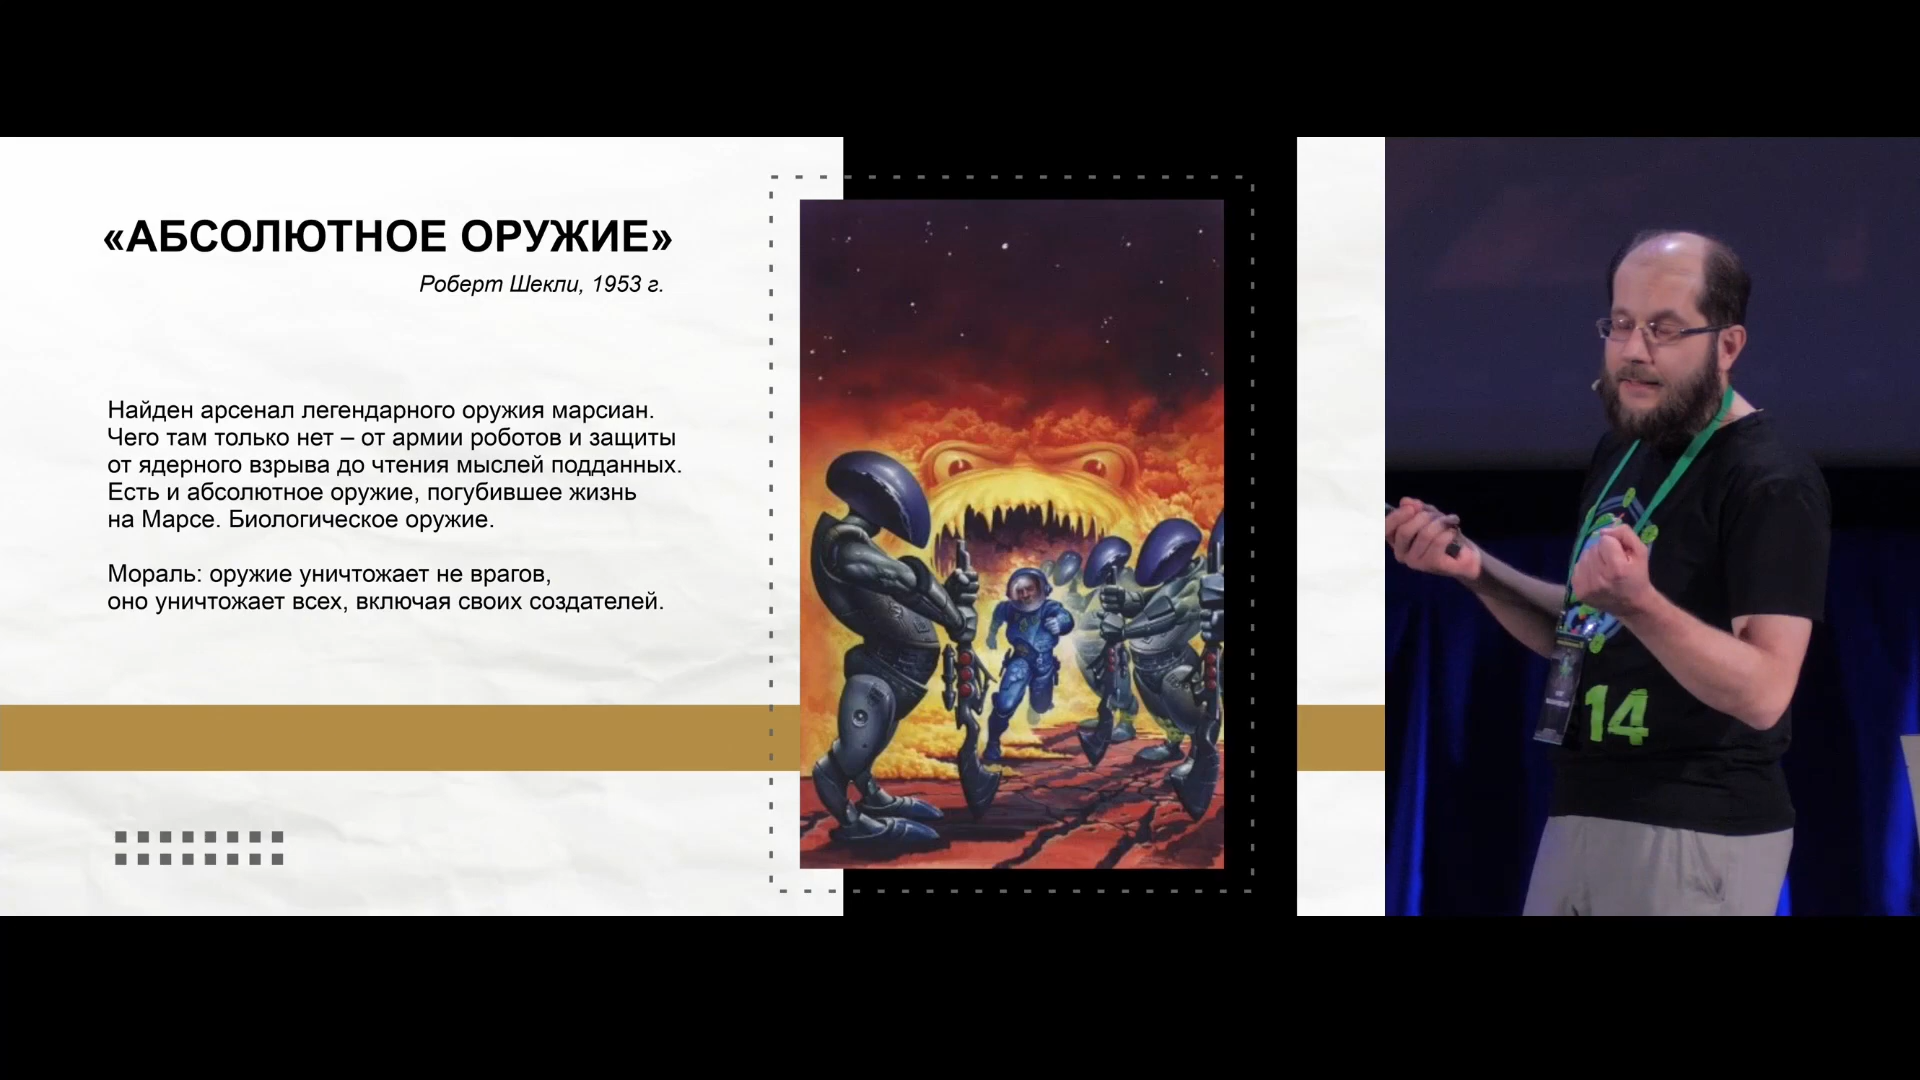 «АБСОЛЮТНОЕ ОРУЖИЕ»
Роберт Шекли, 1953 г.
Найден арсенал легендарного оружия марсиан.
Чего там только нет – от армии роботов и защиты
от ядерного взрыва до чтения мыслей подданных.
Есть и абсолютное оружие, погубившее жизнь
на Марсе. Биологическое оружие.
Мораль: оружие уничтожает не врагов,
оно уничтожает всех, включая своих создателей.
14